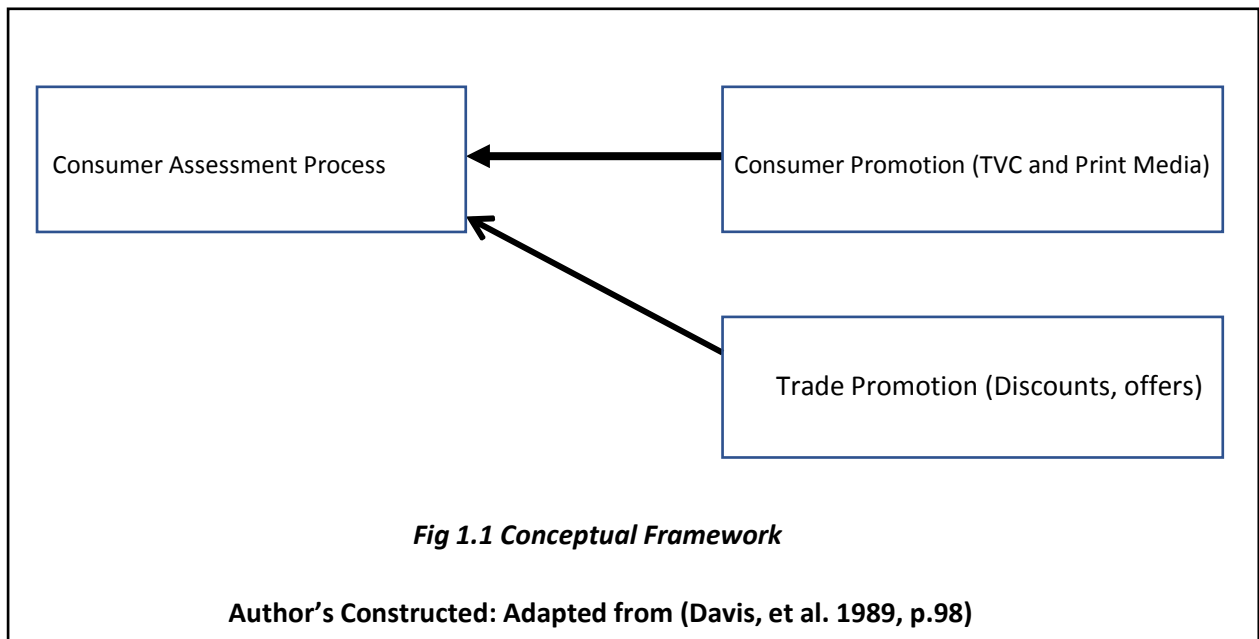 Consumer Assessment Process
Consumer Promotion (TVC and Print Media)
Trade Promotion (Discounts, offers)
Fig 1.1 Conceptual Framework
Author’s Constructed: Adapted from (Davis, et al. 1989, p.98)